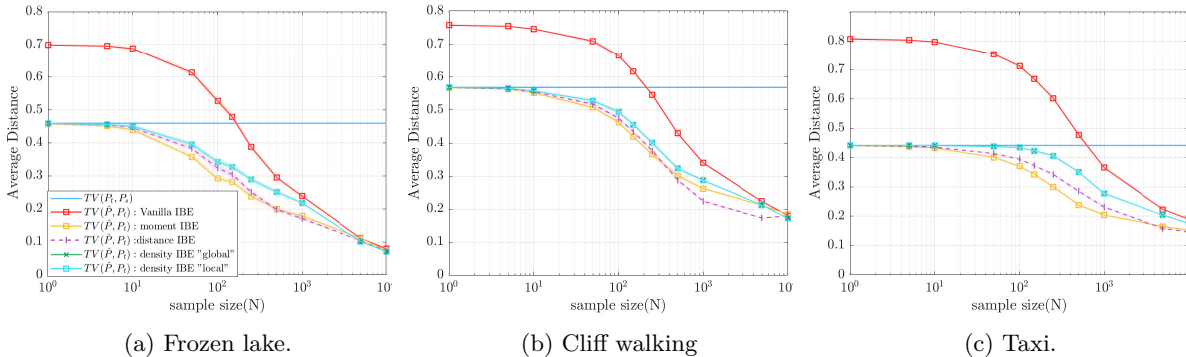 0.8
0.7
0.6
0.5
0.4
0.3
0.2
0.1
0
Average Distance
TV(P_t, P_s)
TV(P̂, P_t) : Vanilla IBE
TV(P̂, P_t) : moment IBE
TV(P̂, P_t) :distance IBE
TV(P̂, P_t) : density IBE "global"
TV(P̂, P_t) : density IBE "local"
10^0 10^1 10^2 10^3 10^4
sample size(N)
(a) Frozen lake.
0.8
0.7
0.6
0.5
0.4
0.3
0.2
0.1
0
Average Distance
10^0 10^1 10^2 10^3 10
sample size(N)
(b) Cliff walking
0.8
0.7
0.6
0.5
0.4
0.3
0.2
0.1
0
Average Distance
10^0 10^1 10^2 10^3
sample size(N)
(c) Taxi.